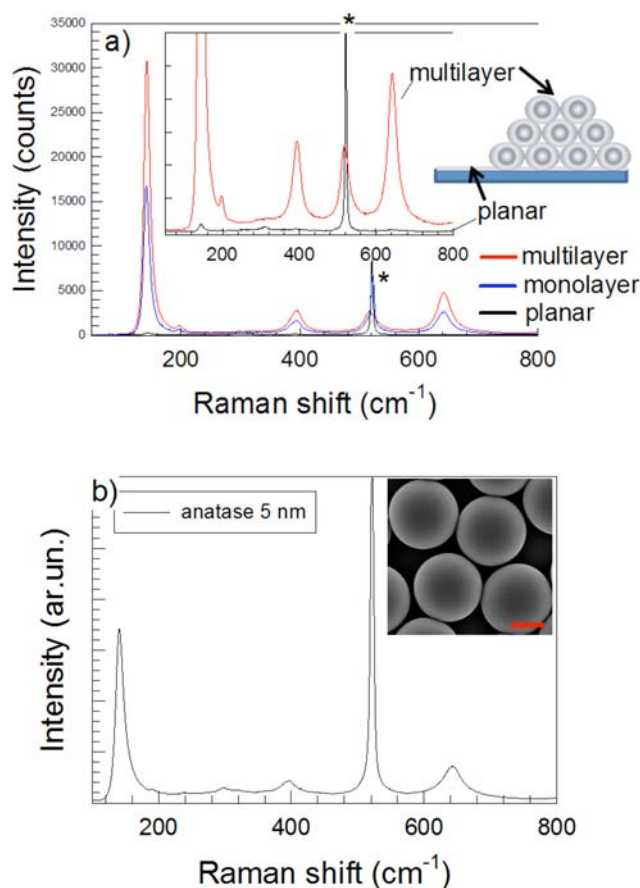 a)
*
multilayer
planar
200 400 600 800
*
multilayer
monolayer
planar
35000
30000
25000
20000
15000
10000
5000
0
200 400 600 800
Intensity (counts)
Raman shift (cm⁻¹)
b)
anatase 5 nm
Intensity (ar.un.)
200 400 600 800
Raman shift (cm⁻¹)